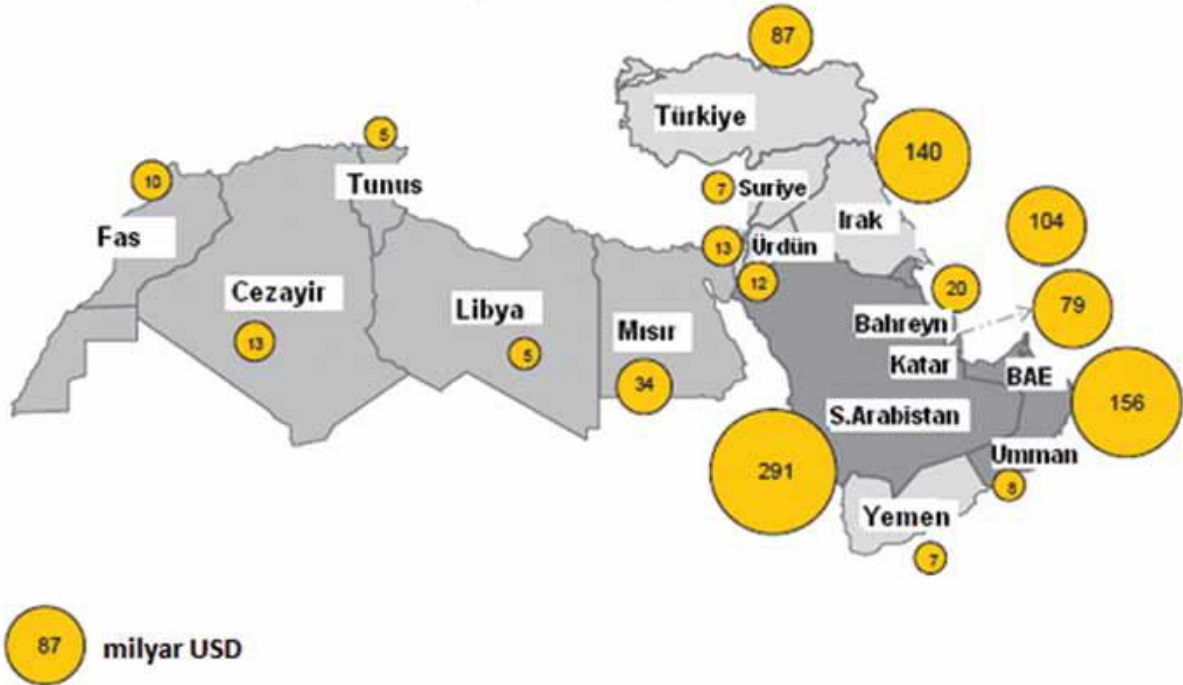 87
Türkiye
140
5
10
Tunus
7
Suriye
Irak
104
Fas
13
Ürdün
12
20
79
Cezayir
Libya
Bahreyn
Mısır
13
5
Katar
BAE
34
156
S.Arabistan
291
Umman
8
Yemen
7
87 milyar USD